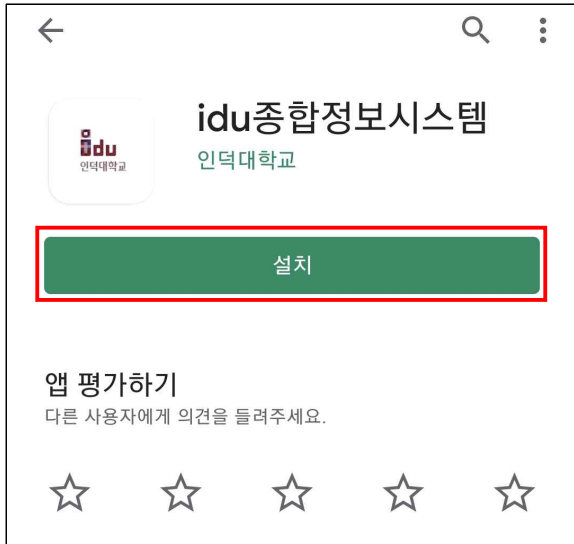 idu종합정보시스템
idu
인덕대학교
인덕대학교
설치
앱 평가하기
다른 사용자에게 의견을 들려주세요.